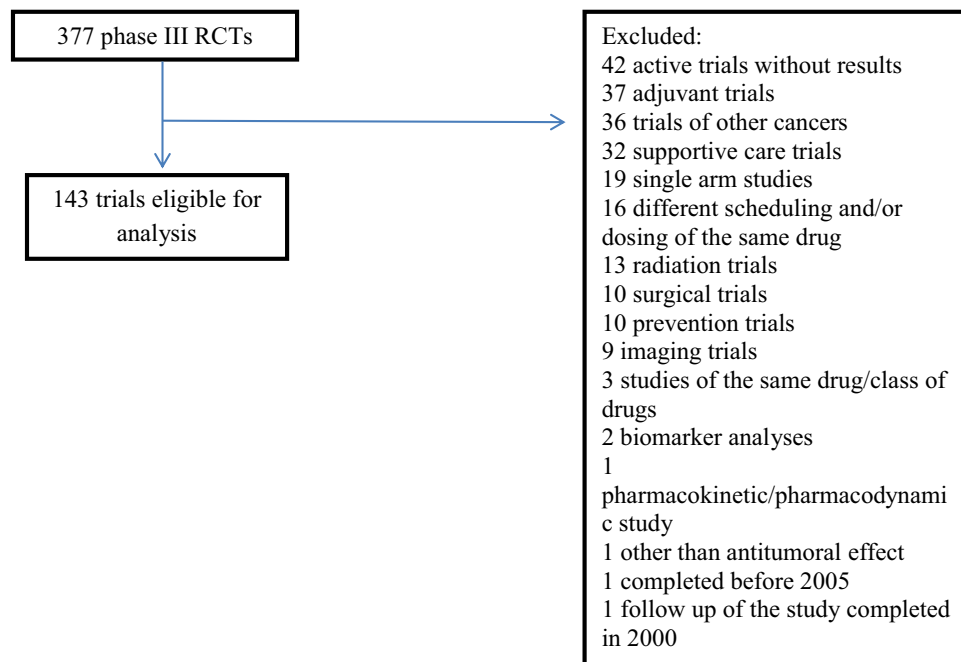 377 phase III RCTs
143 trials eligible for
analysis
Excluded:
42 active trials without results
37 adjuvant trials
36 trials of other cancers
32 supportive care trials
19 single arm studies
16 different scheduling and/or
dosing of the same drug
13 radiation trials
10 surgical trials
10 prevention trials
9 imaging trials
3 studies of the same drug/class of
drugs
2 biomarker analyses
1
pharmacokinetic/pharmacodynami
c study
1 other than antitumoral effect
1 completed before 2005
1 follow up of the study completed
in 2000